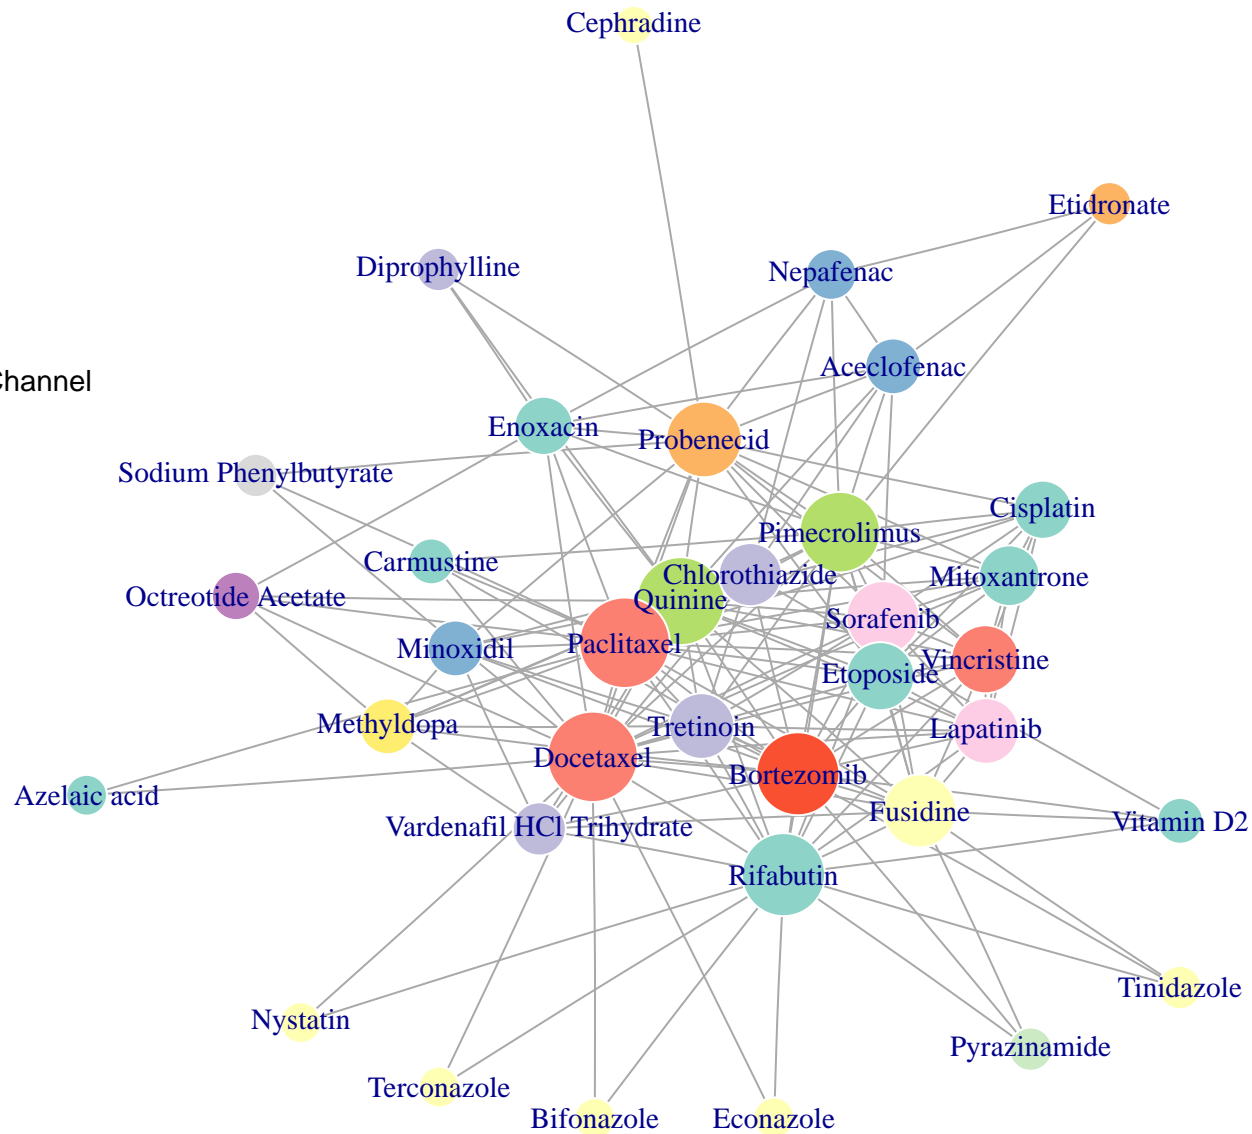 Cephradine
Etidronate
Diprophylline
Nepafenac
Aceclofenac
Channel
Enoxacin
Probenecid
Sodium Phenylbutyrate
Cisplatin
Pimecrolimus
Carmustine
Chlorothiazide
Mitoxantrone
Octreotide Acetate
Quinine
Sorafenib
Paclitaxel
Minoxidil
Vincristine
Etoposide
Methyldopa
Tretinoin
Lapatinib
Docetaxel
Bortezomib
Azelaic acid
Fusidine
Vitamin D2
Vardenafil HCl Trihydrate
Rifabutin
Tinidazole
Nystatin
Pyrazinamide
Terconazole
Bifonazole
Econazole